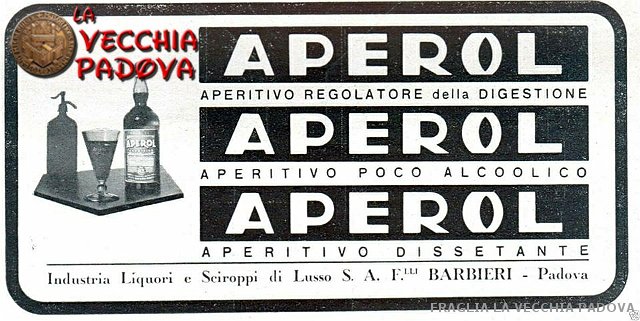 LA
VECCHIA
PADOVA
APEROL
APERITIVO REGOLATORE della DIGESTIONE
APEROL
APERITIVO POCO ALCOOLICO
APEROL
APERITIVO DISSETANTE
APEROL
Industria Liquori e Sciroppi di Lusso S. A. F.LLI BARBIERI - Padova
FRAGLIA LA VECCHIA PADOVA